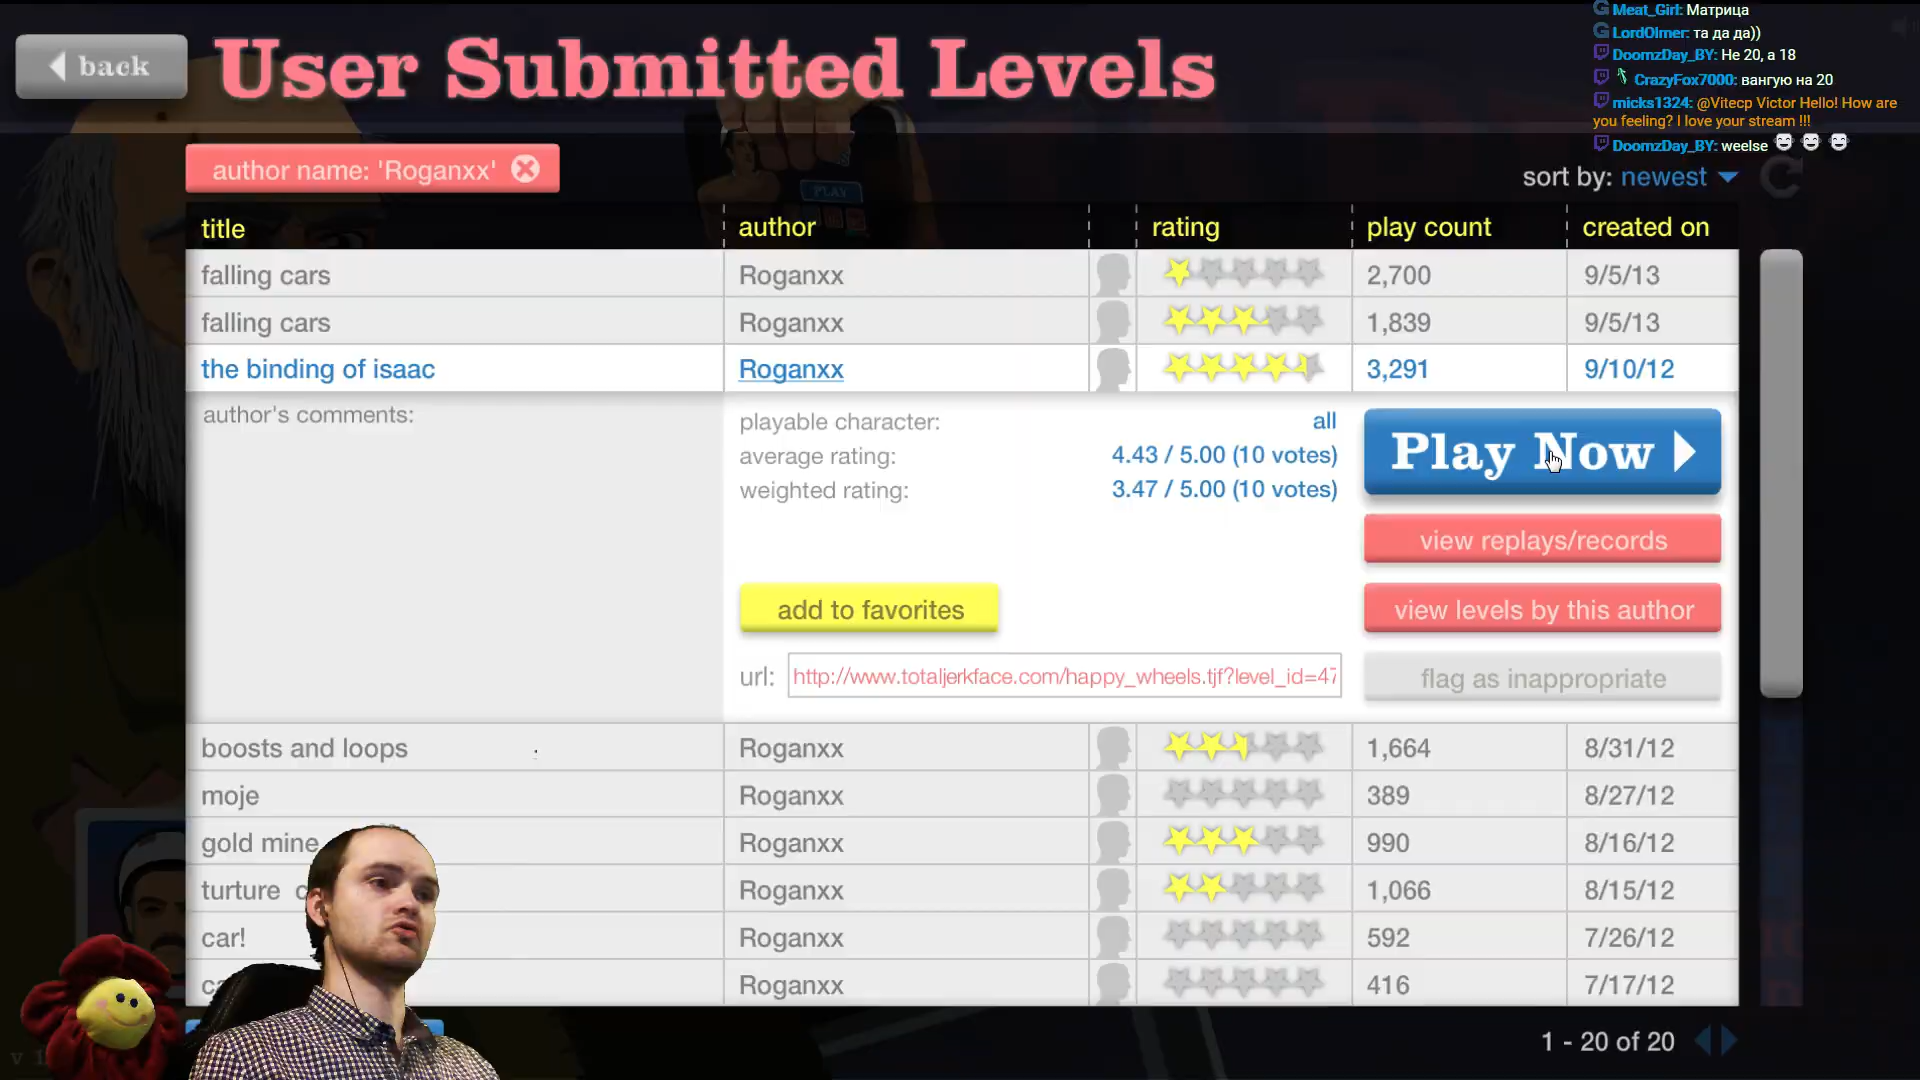 back
User Submitted Levels
Meat_Girl: Матрица
LordOlmer: та да да))
DoomzDay_BY: Не 20, а 18
CrazyFox7000: вангую на 20
micks1324: @Vitecp Victor Hello! How are
you feeling? I love your stream !!!
DoomzDay_BY: weelse
author name: 'Roganxx'
sort by: newest
title author rating play count created on
falling cars Roganxx 2,700 9/5/13
falling cars Roganxx 1,839 9/5/13
the binding of isaac Roganxx 3,291 9/10/12
author's comments:
playable character: all
average rating: 4.43 / 5.00 (10 votes)
weighted rating: 3.47 / 5.00 (10 votes)
Play Now
view replays/records
add to favorites
view levels by this author
url: http://www.totaljerkface.com/happy_wheels.tjf?level_id=47
flag as inappropriate
boosts and loops Roganxx 1,664 8/31/12
moje Roganxx 389 8/27/12
gold mine Roganxx 990 8/16/12
turture Roganxx 1,066 8/15/12
car! Roganxx 592 7/26/12
Roganxx 416 7/17/12
1 - 20 of 20
PLAY